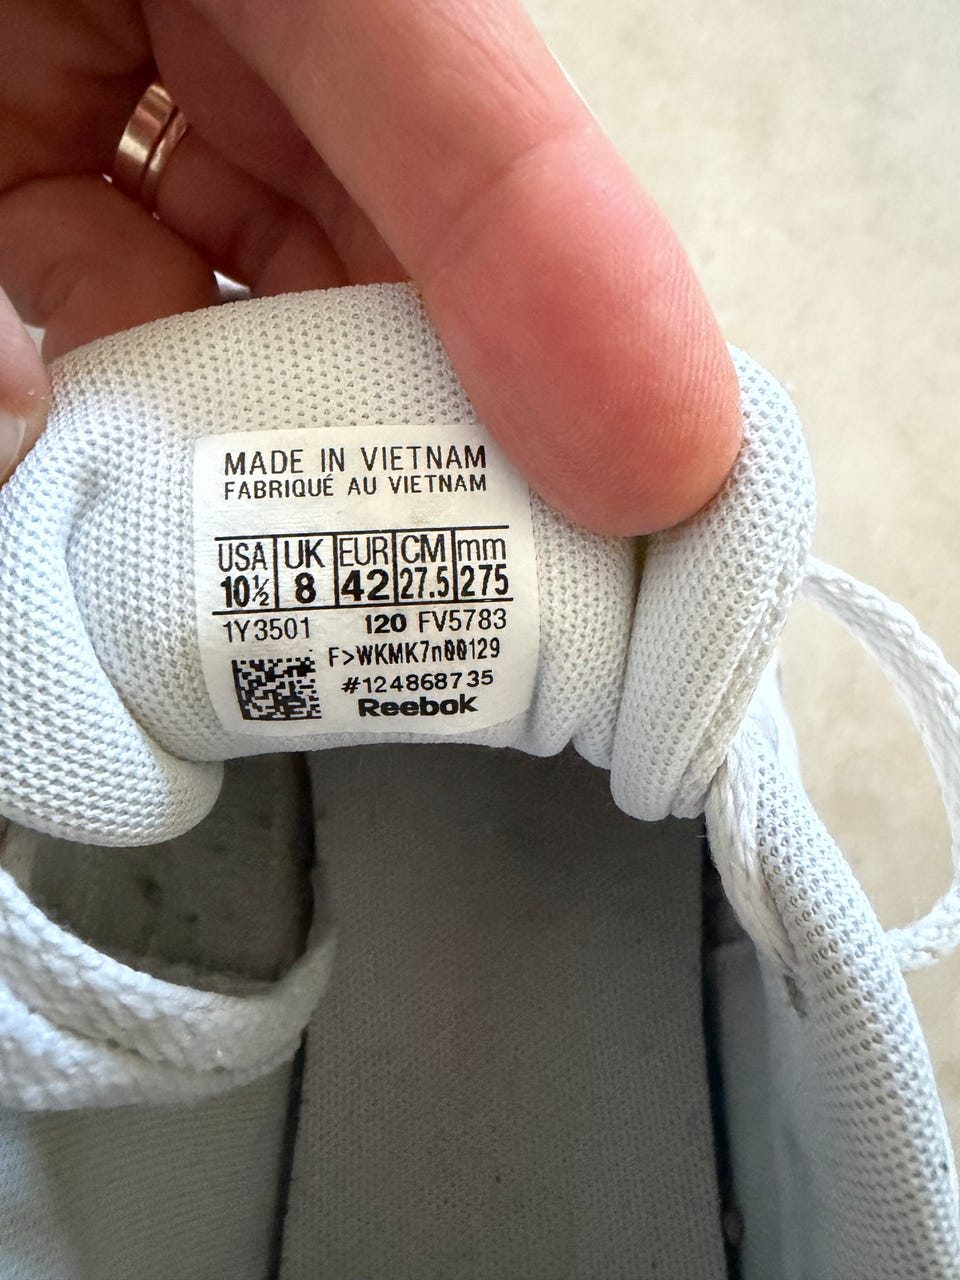 MADE IN VIETNAM
FABRIQUÉ AU VIETNAM
USA UK EUR CM mm
10½ 8 42 27.5 275
1Y3501 120 FV5783
F>WKMK7n00129
#124868735
Reebok